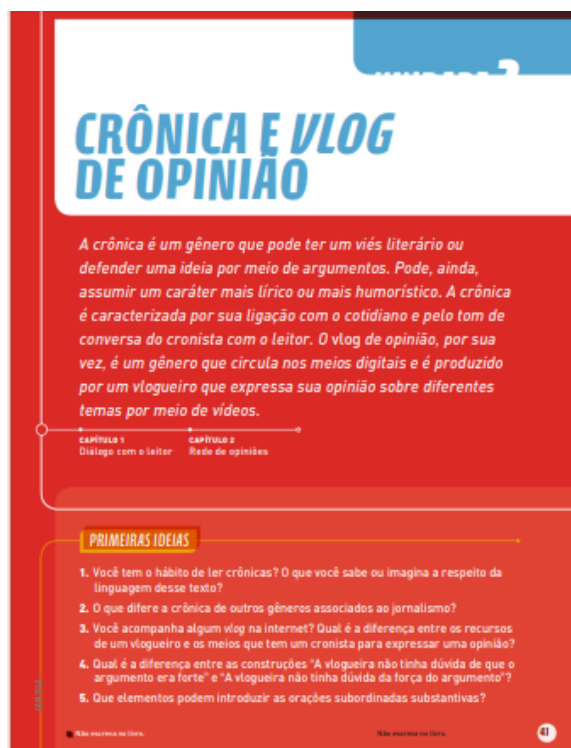 CRÔNICA E VLOG
DE OPINIÃO
A crônica é um gênero que pode ter um viés literário ou
defender uma ideia por meio de argumentos. Pode, ainda,
assumir um caráter mais lírico ou mais humorístico. A crônica
é caracterizada por sua ligação com o cotidiano e pelo tom de
conversa do cronista com o leitor. O vlog de opinião, por sua
vez, é um gênero que circula nos meios digitais e é produzido
por um vlogueiro que expressa sua opinião sobre diferentes
temas por meio de vídeos.
CAPÍTULO 1 CAPÍTULO 2
Diálogo com o leitor Rede de opiniões
PRIMEIRAS IDEIAS
1. Você tem o hábito de ler crônicas? O que você sabe ou imagina a respeito da
linguagem desse texto?
2. O que difere a crônica de outros gêneros associados ao jornalismo?
3. Você acompanha algum vlog na internet? Qual é a diferença entre os recursos
de um vlogueiro e os meios que tem um cronista para expressar uma opinião?
4. Qual é a diferença entre as construções “A vlogueira não tinha dúvida de que o
argumento era forte” e “A vlogueira não tinha dúvida da força do argumento”?
5. Que elementos podem introduzir as orações subordinadas substantivas?
Não escreva no livro. Não escreva no livro. 41